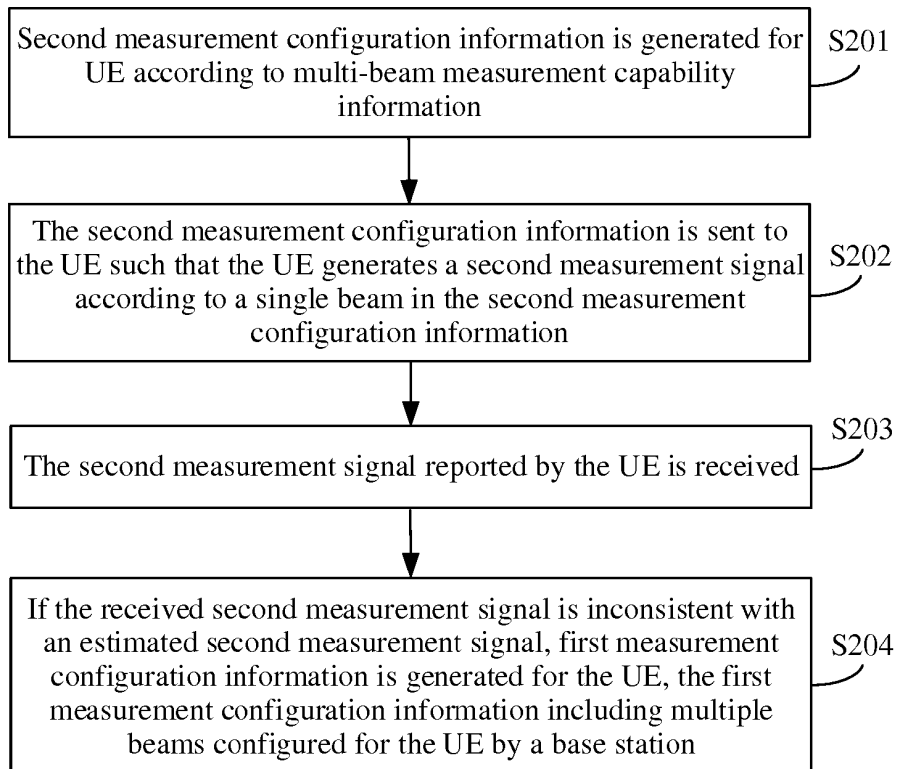 Second measurement configuration information is generated for
UE according to multi-beam measurement capability
information
S201
The second measurement configuration information is sent to
the UE such that the UE generates a second measurement signal
according to a single beam in the second measurement
configuration information
S202
The second measurement signal reported by the UE is received
S203
If the received second measurement signal is inconsistent with
an estimated second measurement signal, first measurement
configuration information is generated for the UE, the first
measurement configuration information including multiple
beams configured for the UE by a base station
S204